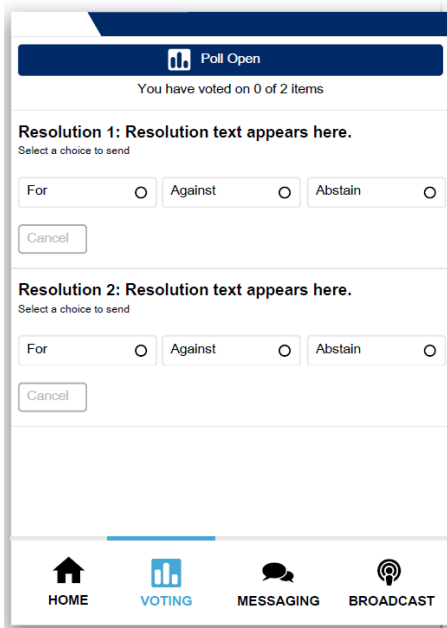 Poll Open
You have voted on 0 of 2 items
Resolution 1: Resolution text appears here.
Select a choice to send
For Against Abstain
Cancel
Resolution 2: Resolution text appears here.
Select a choice to send
For Against Abstain
Cancel
HOME VOTING MESSAGING BROADCAST